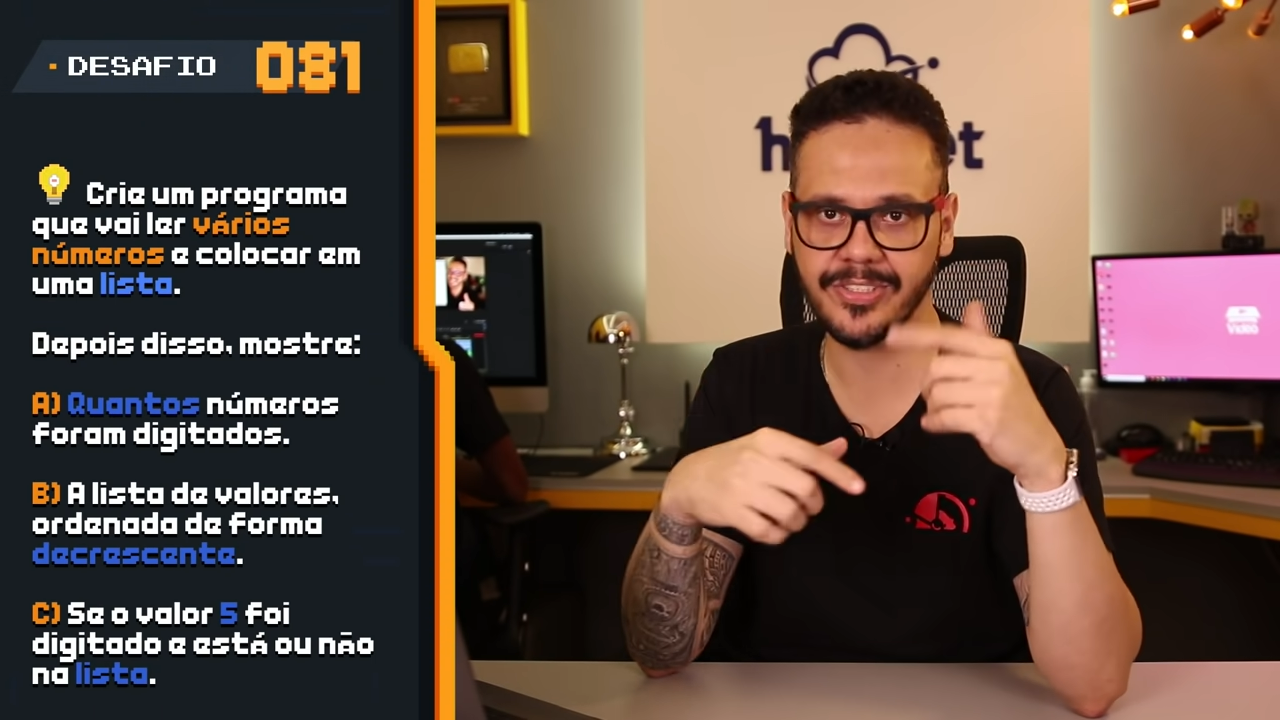 DESAFIO 081
Crie um programa
que vai ler vários
números e colocar em
uma lista.
Depois disso, mostre:
A) Quantos números
foram digitados.
B) A lista de valores,
ordenada de forma
decrescente.
C) Se o valor 5 foi
digitado e está ou não
na lista.